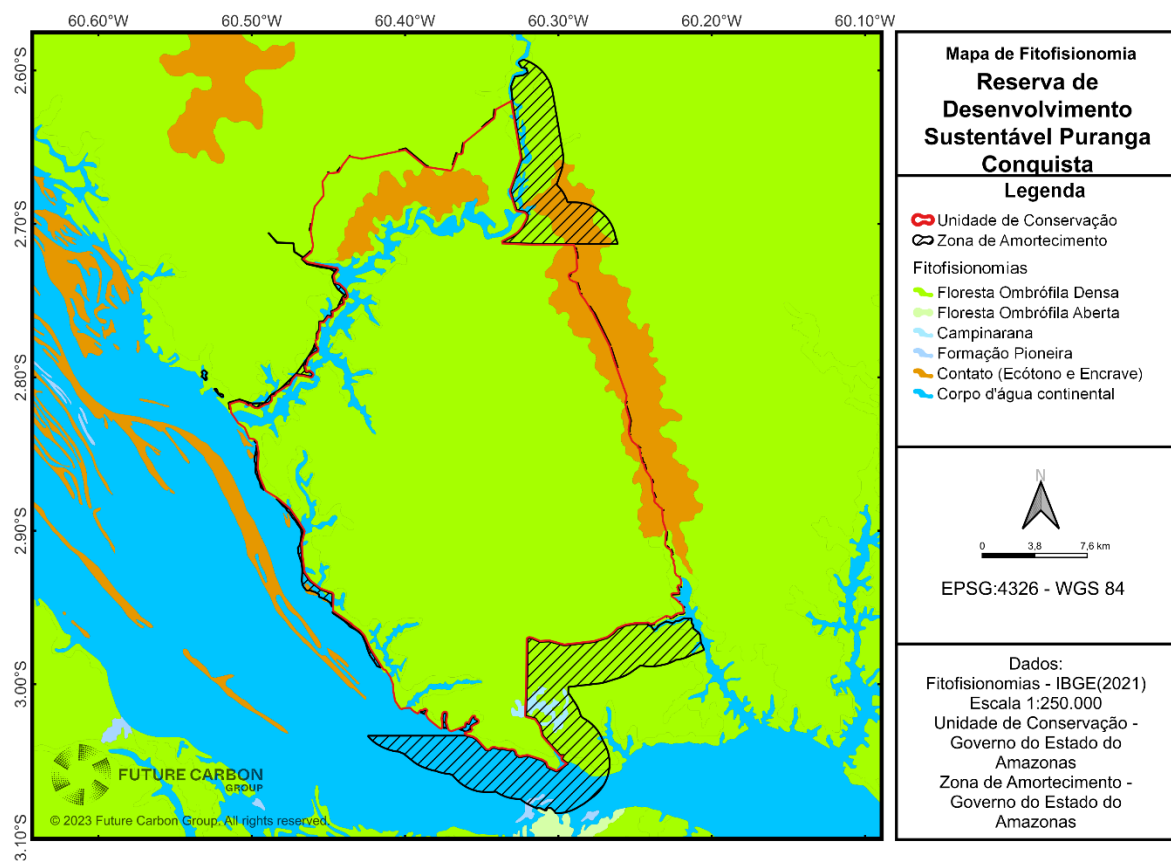 60.60°W 60.50°W 60.40°W 60.30°W 60.20°W 60.10°W
2.60°S
2.70°S
2.80°S
2.90°S
3.00°S
3.10°S
FUTURE CARBON
GROUP
© 2023 Future Carbon Group. All rights reserved.
Mapa de Fitofisionomia
Reserva de
Desenvolvimento
Sustentável Puranga
Conquista
Legenda
Unidade de Conservação
Zona de Amortecimento
Fitofisionomias
Floresta Ombrófila Densa
Floresta Ombrófila Aberta
Campinarana
Formação Pioneira
Contato (Ecótono e Encrave)
Corpo d'água continental
N
0 3,8 7,6 km
EPSG:4326 - WGS 84
Dados:
Fitofisionomias - IBGE(2021)
Escala 1:250.000
Unidade de Conservação -
Governo do Estado do
Amazonas
Zona de Amortecimento -
Governo do Estado do
Amazonas